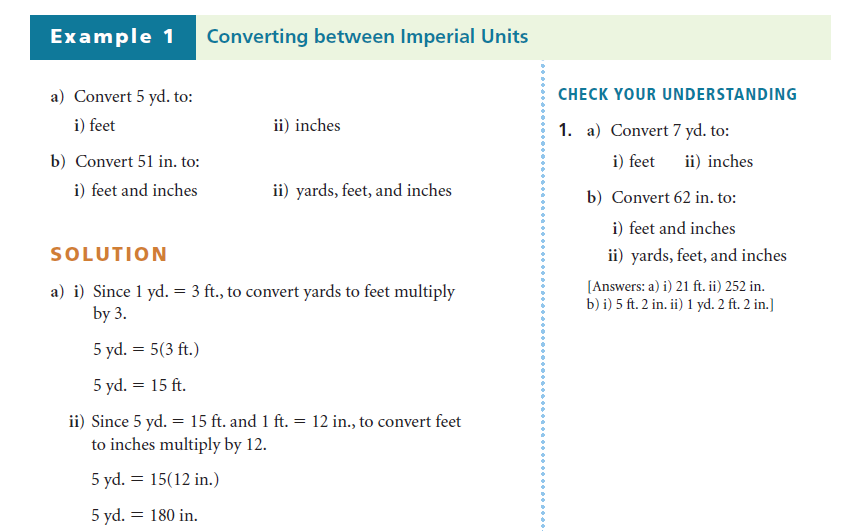 Example 1 Converting between Imperial Units
a) Convert 5 yd. to:
i) feet ii) inches
b) Convert 51 in. to:
i) feet and inches ii) yards, feet, and inches
SOLUTION
a) i) Since 1 yd. = 3 ft., to convert yards to feet multiply
by 3.
5 yd. = 5(3 ft.)
5 yd. = 15 ft.
ii) Since 5 yd. = 15 ft. and 1 ft. = 12 in., to convert feet
to inches multiply by 12.
5 yd. = 15(12 in.)
5 yd. = 180 in.
CHECK YOUR UNDERSTANDING
1. a) Convert 7 yd. to:
i) feet ii) inches
b) Convert 62 in. to:
i) feet and inches
ii) yards, feet, and inches
[Answers: a) i) 21 ft. ii) 252 in.
b) i) 5 ft. 2 in. ii) 1 yd. 2 ft. 2 in.]